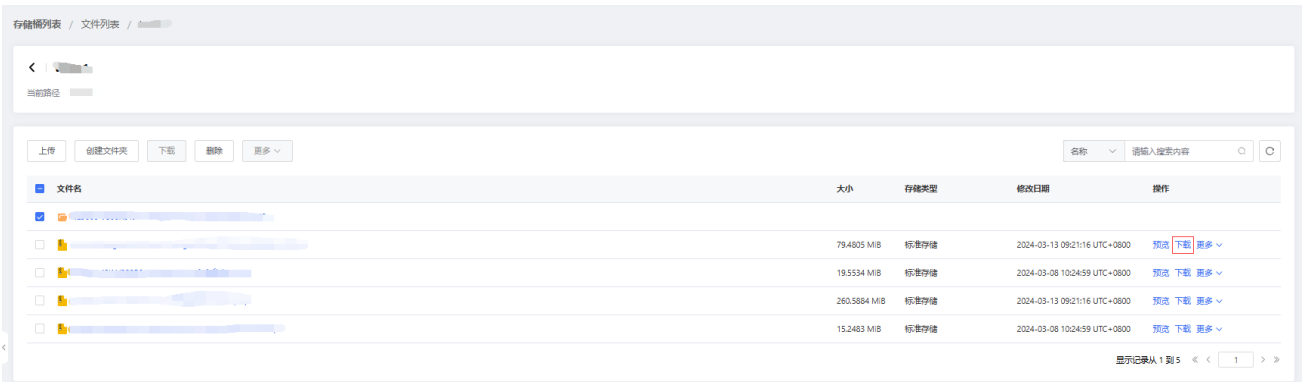 存储桶列表 / 文件列表 /
当前路径
上传 创建文件夹 下载 删除 更多 名称 请输入搜索内容
文件名 大小 存储类型 修改日期 操作
79.4805 MIB 标准存储 2024-03-13 09:21:16 UTC+0800 预览 下载 更多
19.5534 MIB 标准存储 2024-03-08 10:24:59 UTC+0800 预览 下载 更多
260.5884 MIB 标准存储 2024-03-13 09:21:16 UTC+0800 预览 下载 更多
15.2483 MIB 标准存储 2024-03-08 10:24:59 UTC+0800 预览 下载 更多
显示记录从 1 到 5 1